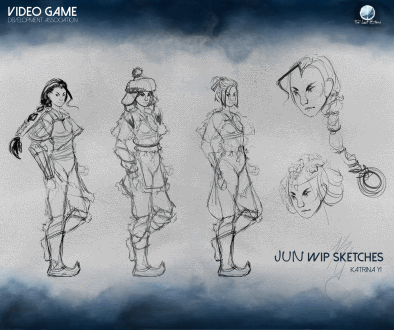 VIDEO GAME
DEVELOPMENT ASSOCIATION
JUN WIP SKETCHES
KATRINA YI